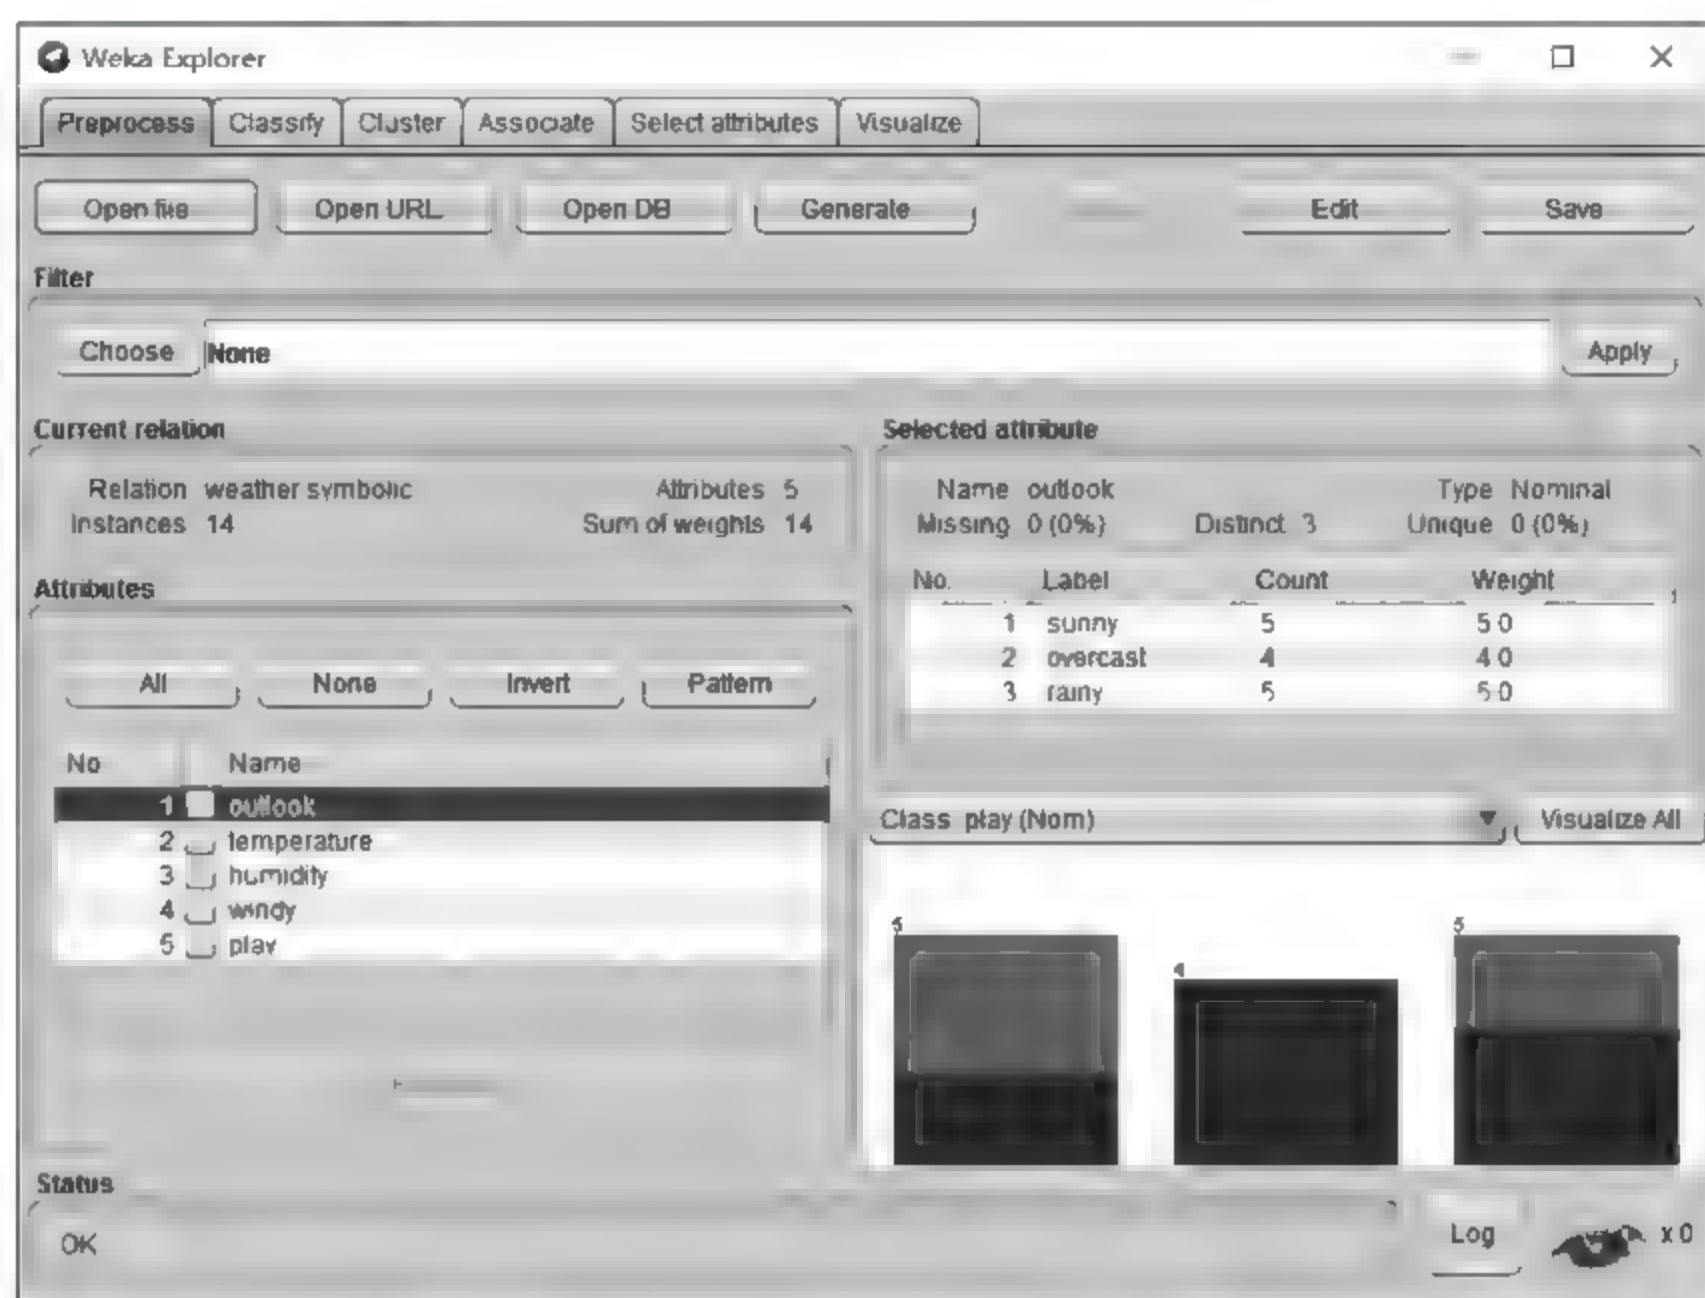 Weka Explorer
Preprocess Classify Cluster Associate Select attributes Visualize
Open file Open URL Open DB Generate Edit Save
Filter
Choose None Apply
Current relation
Relation weather symbolic Attributes 5
Instances 14 Sum of weights 14
Attributes
All None Invert Pattern
No Name
1 outlook
2 temperature
3 humidity
4 windy
5 play
Selected attribute
Name outlook Type Nominal
Missing 0 (0%) Distinct 3 Unique 0 (0%)
No. Label Count Weight
1 sunny 5 5 0
2 overcast 4 4 0
3 rainy 5 5 0
Class play (Nom) Visualize All
5 4 5
Status
OK
Log x 0